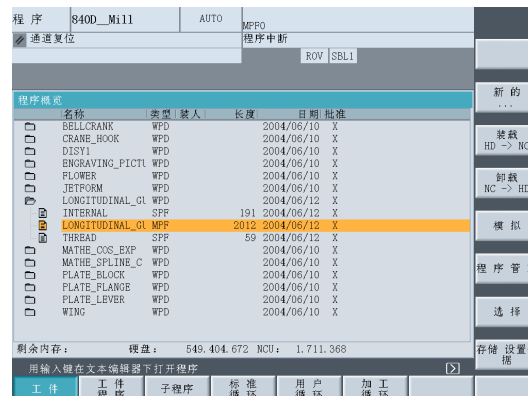 程 序 840D__Mill AUTO MPF0
通道复位 程序中断
ROV SBL1
程序概览
名称 类型 装人 长度 日期 批准
BELLCRANK WPD 2004/06/10 X
CRANE_HOOK WPD 2004/06/10 X
DISY1 WPD 2004/06/10 X
ENGRAVING_PICTU WPD 2004/06/10 X
FLOWER WPD 2004/06/10 X
JETFORM WPD 2004/06/10 X
LONGITUDINAL_GU WPD 2004/06/12 X
INTERNAL SPF 191 2004/06/12 X
LONGITUDINAL_GU MPF 2012 2004/06/12 X
THREAD SPF 59 2004/06/12 X
MATHE_COS_EXP WPD 2004/06/10 X
MATHE_SPLINE_C WPD 2004/06/10 X
PLATE_BLOCK WPD 2004/06/10 X
PLATE_FLANGE WPD 2004/06/10 X
PLATE_LEVER WPD 2004/06/10 X
WING WPD 2004/06/10 X
剩余内存： 硬盘： 549.404.672 NCU： 1.711.368
用输入键在文本编辑器下打开程序
新 的
...
装载
HD -> NC
卸载
NC -> HD
模 拟
程 序 管
选 择
存储 设置
据
工 件
工 件
程 序
子程序
标 准
循 环
用 户
循 环
加 工
循 环